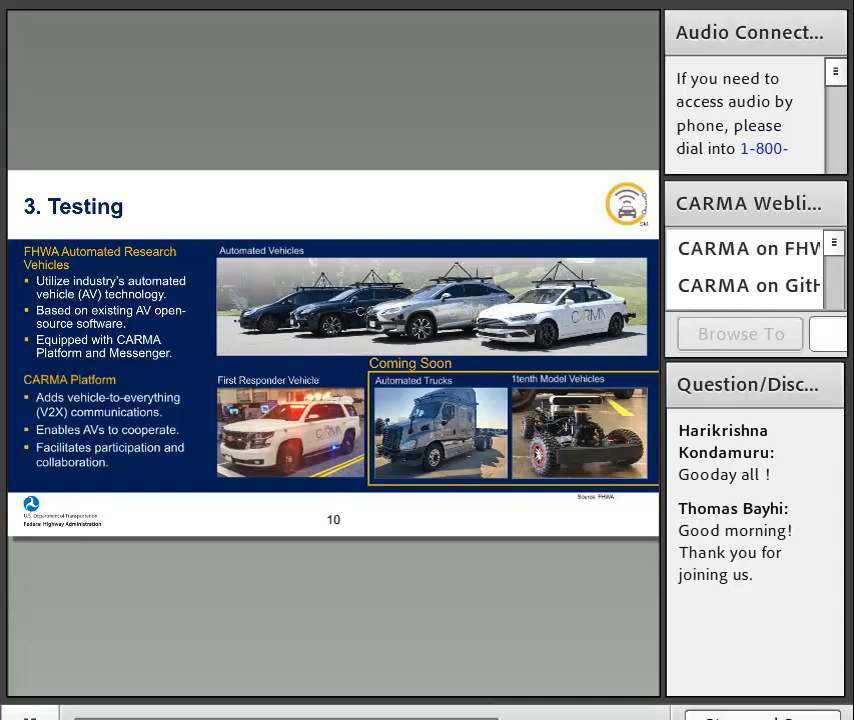 3. Testing
SM
FHWA Automated Research
Vehicles
Utilize industry's automated
vehicle (AV) technology.
Based on existing AV open-
source software.
Equipped with CARMA
Platform and Messenger.
CARMA Platform
Adds vehicle-to-everything
(V2X) communications.
Enables AVs to cooperate.
Facilitates participation and
collaboration.
Automated Vehicles
CARMA
CARMA
Coming Soon
First Responder Vehicle
CARMA
Automated Trucks
1tenth Model Vehicles
Source: FHWA.
U.S. Department of Transportation
Federal Highway Administration
10
Audio Connect...
If you need to
access audio by
phone, please
dial into 1-800-
CARMA Webli...
CARMA on FHW
CARMA on GitH
Browse To
Question/Disc...
Harikrishna
Kondamuru:
Gooday all !
Thomas Bayhi:
Good morning!
Thank you for
joining us.